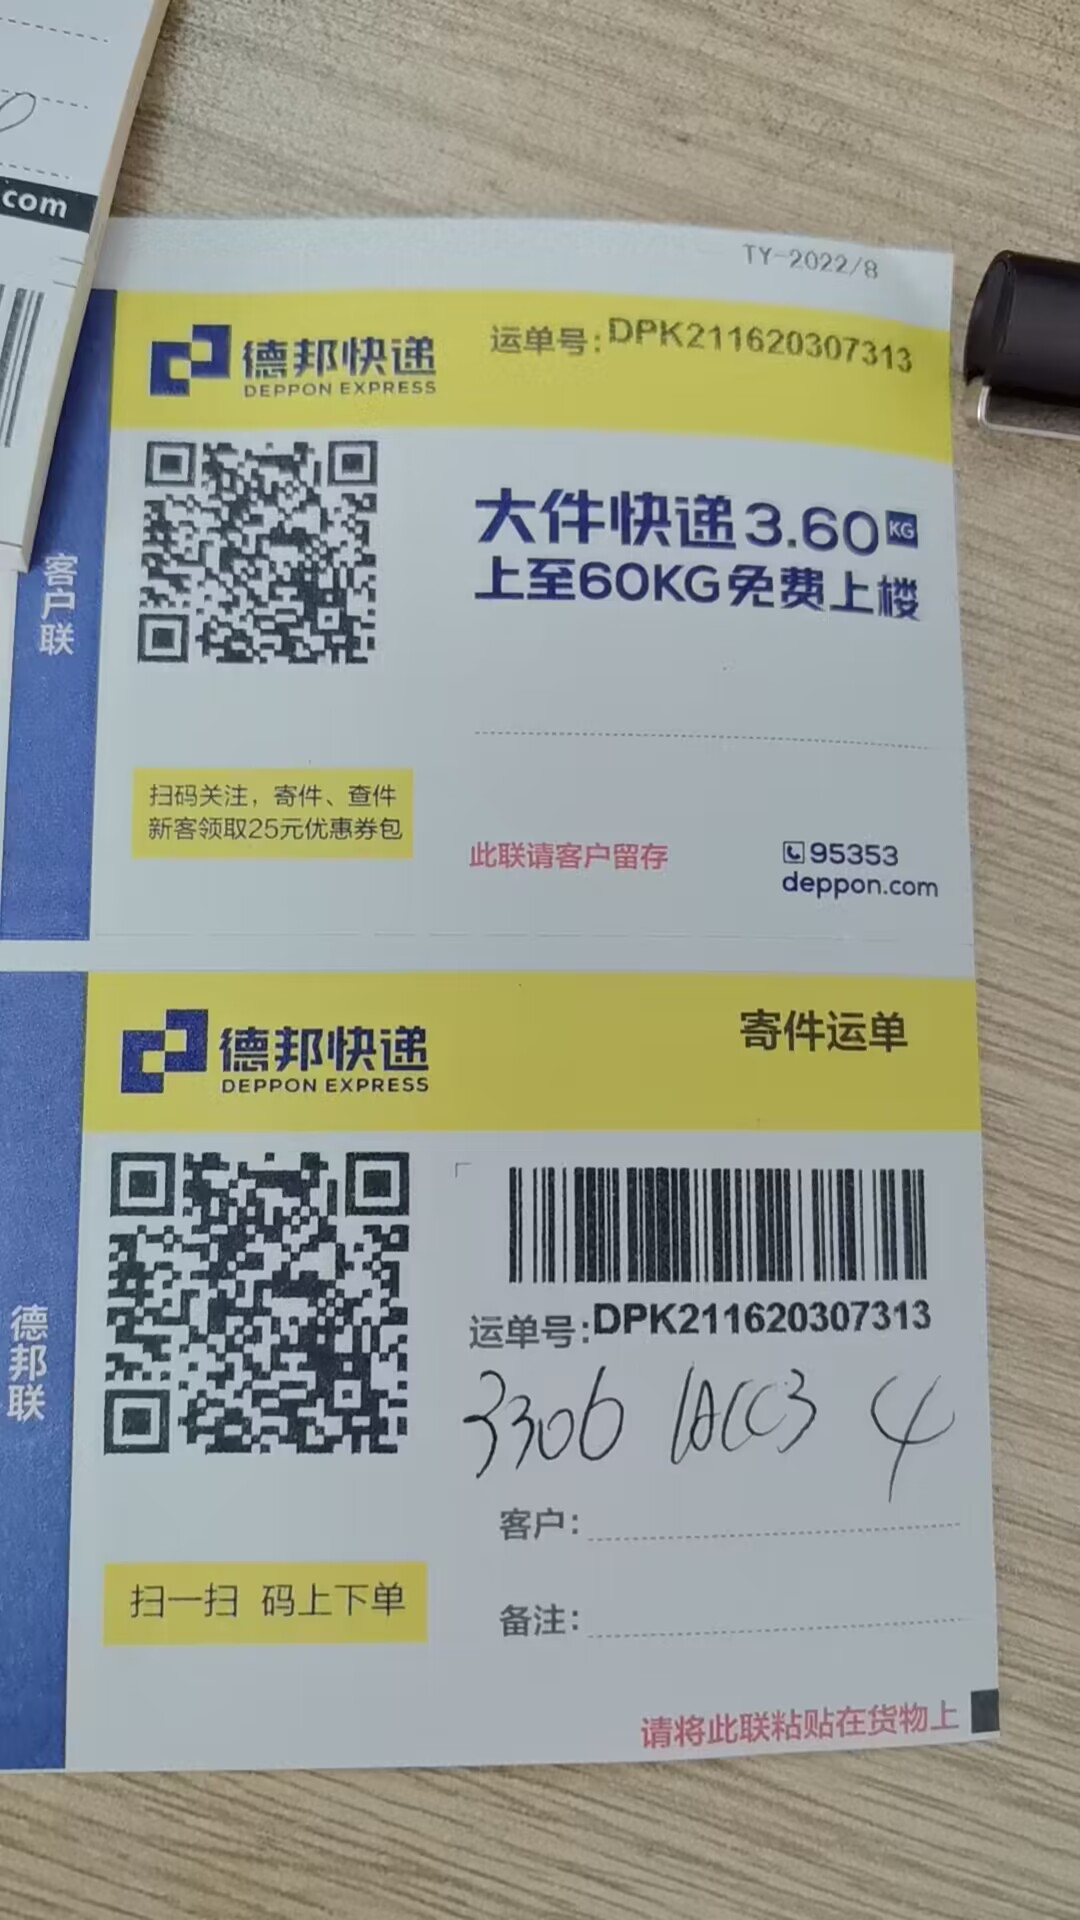 com
TY-2022/8
德邦快递
DEPPON EXPRESS
运单号:DPK211620307313
大件快递3.60KG
上至60KG免费上楼
客户联
扫码关注，寄件、查件
新客领取25元优惠券包
此联请客户留存
95353
deppon.com
德邦快递
DEPPON EXPRESS
寄件运单
运单号:DPK211620307313
3306 4
德邦联
客户:
扫一扫 码上下单
备注:
请将此联粘贴在货物上